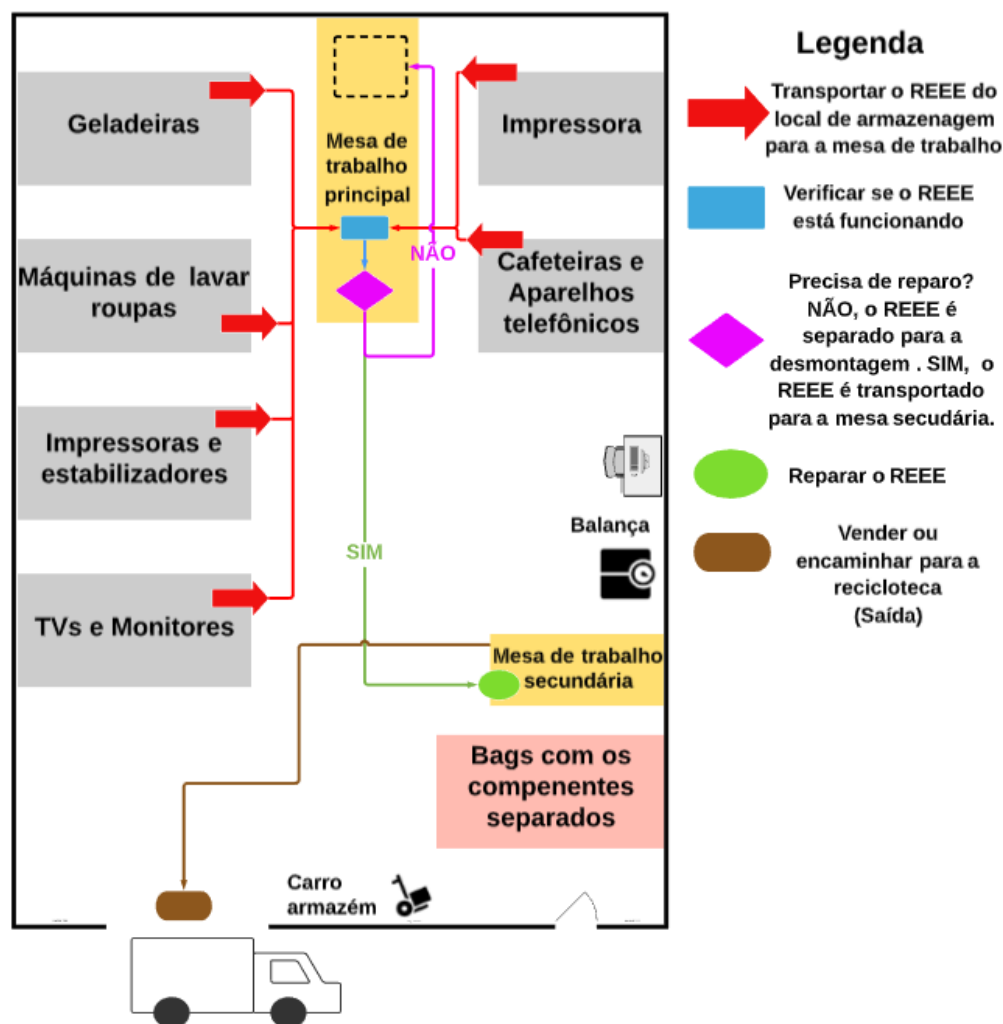 Geladeiras
Mesa de
trabalho
principal
Impressora
NÃO
Máquinas de lavar
roupas
Cafeteiras e
Aparelhos
telefônicos
Impressoras e
estabilizadores
Balança
SIM
TVs e Monitores
Mesa de trabalho
secundária
Bags com os
compenentes
separados
Carro
armazém
Legenda
Transportar o REEE do
local de armazenagem
para a mesa de trabalho
Verificar se o REEE
está funcionando
Precisa de reparo?
NÃO, o REEE é
separado para a
desmontagem . SIM, o
REEE é transportado
para a mesa secudária.
Reparar o REEE
Vender ou
encaminhar para a
recicloteca
(Saída)